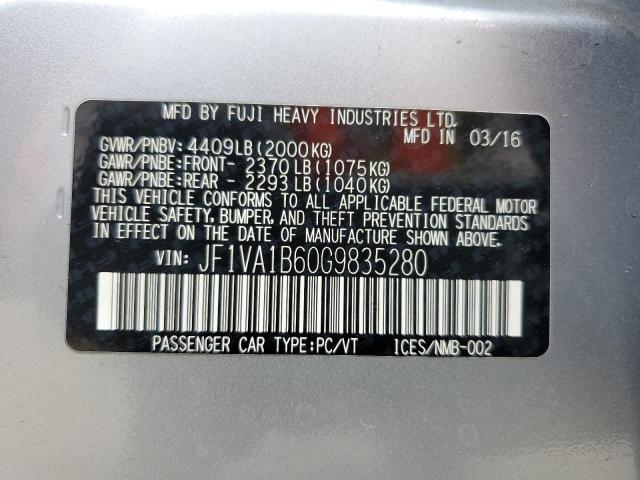 MFD BY FUJI HEAVY INDUSTRIES LTD.
MFD IN 03/16
GVWR/PNBV: 4409LB(2000KG)
GAWR/PNBE:FRONT- 2370LB(1075KG)
GAWR/PNBE:REAR - 2293LB(1040KG)
THIS VEHICLE CONFORMS TO ALL APPLICABLE FEDERAL MOTOR
VEHICLE SAFETY, BUMPER, AND THEFT PREVENTION STANDARDS
IN EFFECT ON THE DATE OF MANUFACTURE SHOWN ABOVE.
VIN: JF1VA1B60G9835280
PASSENGER CAR TYPE:PC/VT ICES/NMB-002